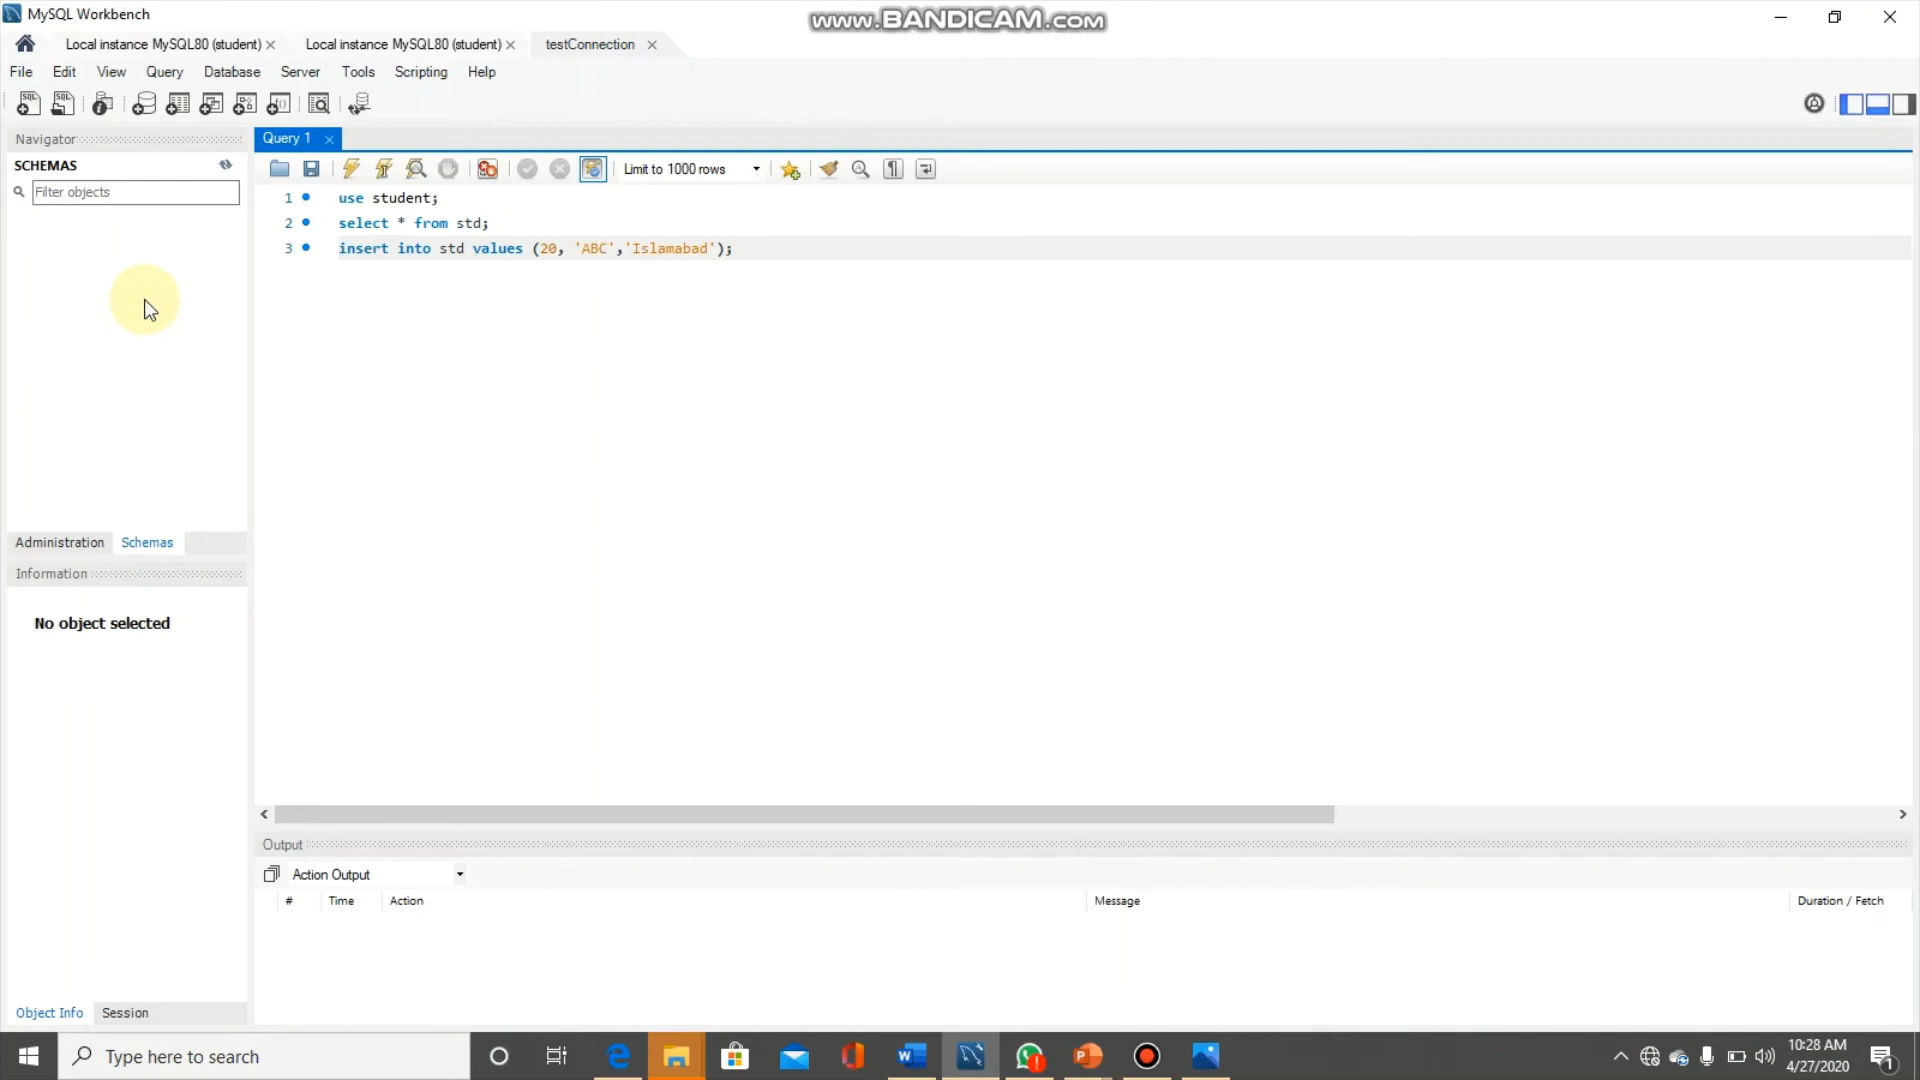 MySQL Workbench
www.BANDICAM.com
Local instance MySQL80 (student)
Local instance MySQL80 (student)
testConnection
File Edit View Query Database Server Tools Scripting Help
Navigator
Query 1
SCHEMAS
Filter objects
Limit to 1000 rows
1 use student;
2 select * from std;
3 insert into std values (20, 'ABC','Islamabad');
Administration Schemas
Information
No object selected
Output
Action Output
# Time Action Message Duration / Fetch
Object Info Session
Type here to search
10:28 AM
4/27/2020